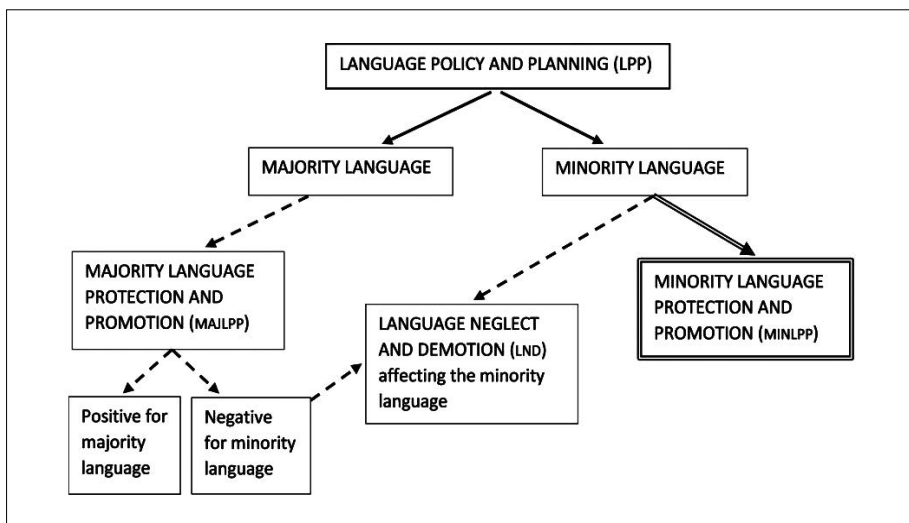 LANGUAGE POLICY AND PLANNING (LPP)
MAJORITY LANGUAGE
MINORITY LANGUAGE
MAJORITY LANGUAGE
PROTECTION AND
PROMOTION (MAJLPP)
LANGUAGE NEGLECT
AND DEMOTION (LND)
affecting the minority
language
MINORITY LANGUAGE
PROTECTION AND
PROMOTION (MINLPP)
Positive for
majority
language
Negative
for minority
language